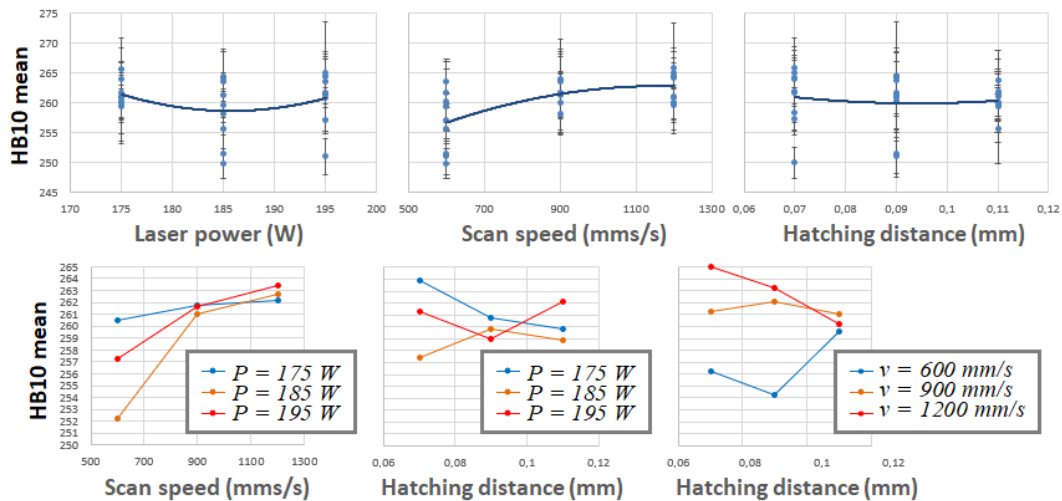 HB10 mean
275
270
265
260
255
250
245
170 175 180 185 190 195 200
500 700 900 1100 1300
0,06 0,07 0,08 0,09 0,1 0,11 0,12
Laser power (W)
Scan speed (mms/s)
Hatching distance (mm)
HB10 mean
265
264
263
262
261
260
259
258
257
256
255
254
253
252
251
250
P = 175 W
P = 185 W
P = 195 W
P = 175 W
P = 185 W
P = 195 W
v = 600 mm/s
v = 900 mm/s
v = 1200 mm/s
500 700 900 1100 1300
0,06 0,08 0,1 0,12
0,06 0,08 0,1 0,12
Scan speed (mms/s)
Hatching distance (mm)
Hatching distance (mm)